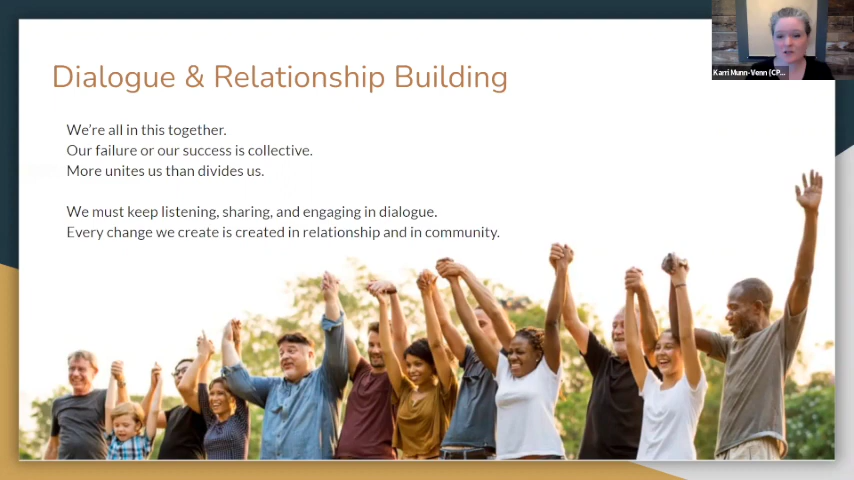 Dialogue & Relationship Building
We're all in this together.
Our failure or our success is collective.
More unites us than divides us.
We must keep listening, sharing, and engaging in dialogue.
Every change we create is created in relationship and in community.
Karri Munn-Venn (CP...